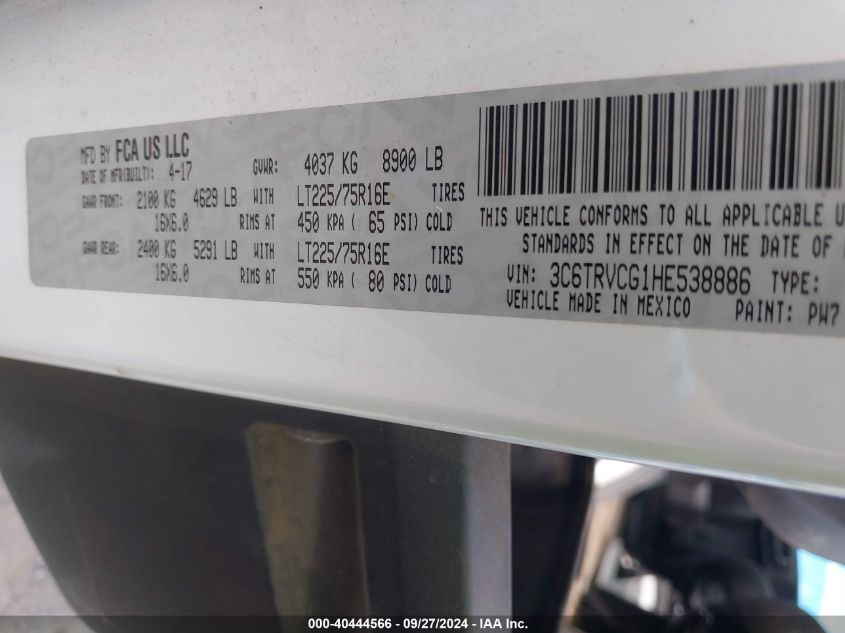 MFD BY FCA US LLC
DATE OF MFR(BUILT): 4-17
GVWR: 4037 KG 8900 LB
GAWR FRONT: 2100 KG 4629 LB WITH LT225/75R16E TIRES
16X6.0 RIMS AT 450 KPA ( 65 PSI) COLD
GAWR REAR: 2400 KG 5291 LB WITH LT225/75R16E TIRES
16X6.0 RIMS AT 550 KPA ( 80 PSI) COLD
THIS VEHICLE CONFORMS TO ALL APPLICABLE U
STANDARDS IN EFFECT ON THE DATE OF
VIN: 3C6TRVCG1HE538886 TYPE:
VEHICLE MADE IN MEXICO PAINT: PW7
000-40444566 - 09/27/2024 - IAA Inc.